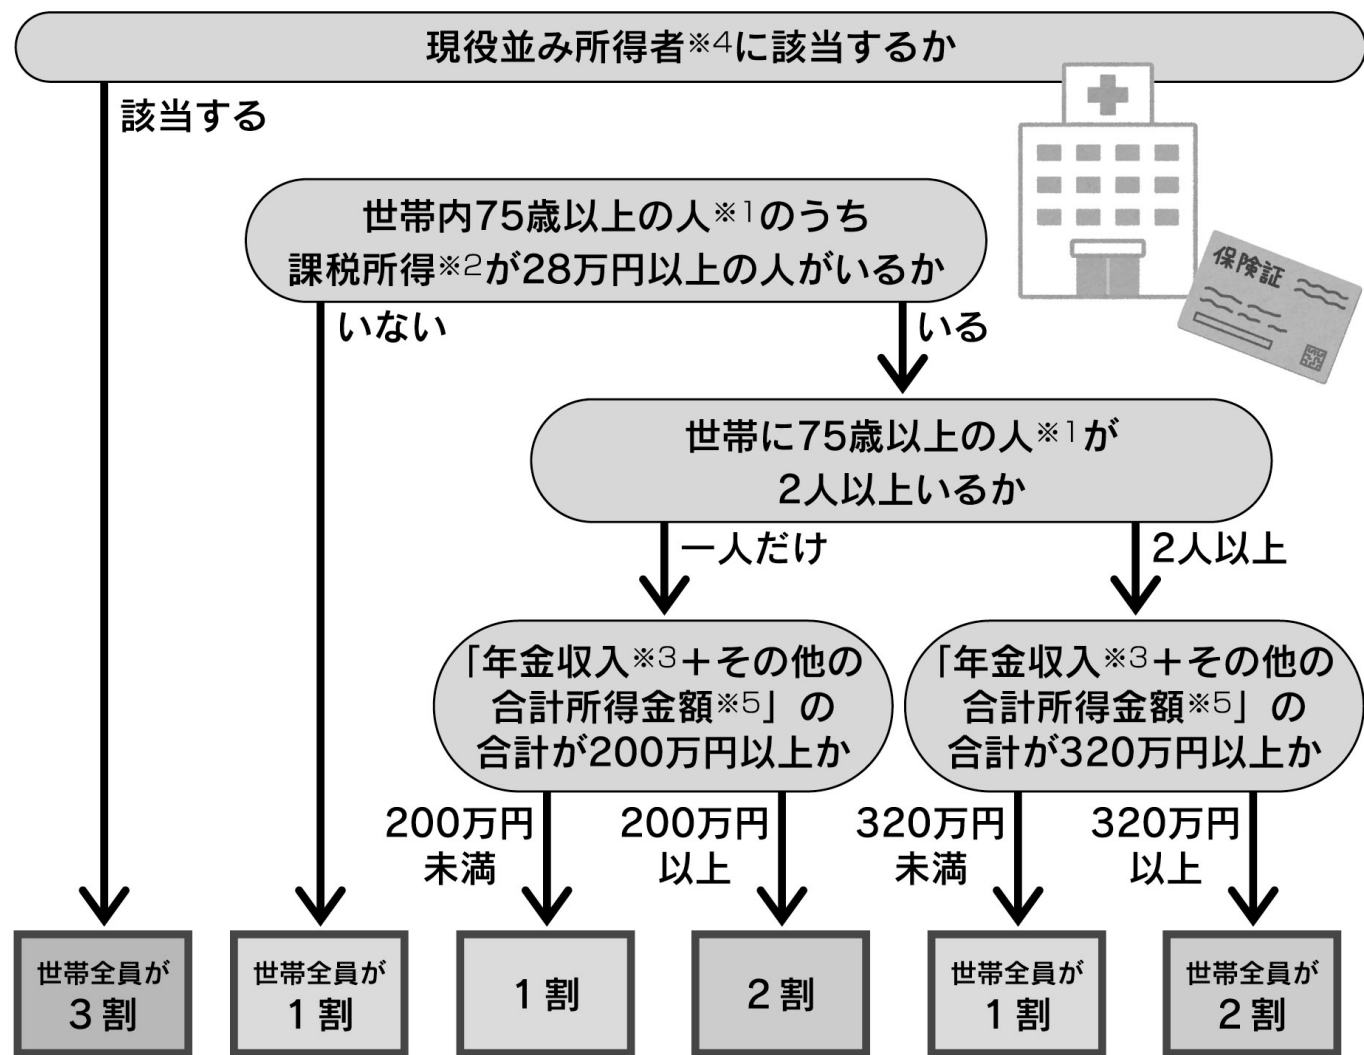 現役並み所得者※4に該当するか
該当する
保険証
世帯内75歳以上の人※1のうち
課税所得※2が28万円以上の人がいるか
いない
いる
世帯に75歳以上の人※1が
2人以上いるか
一人だけ
2人以上
「年金収入※3＋その他の
合計所得金額※5」の
合計が200万円以上か
「年金収入※3＋その他の
合計所得金額※5」の
合計が320万円以上か
200万円
未満
200万円
以上
320万円
未満
320万円
以上
世帯全員が
3割
世帯全員が
1割
1割
2割
世帯全員が
1割
世帯全員が
2割